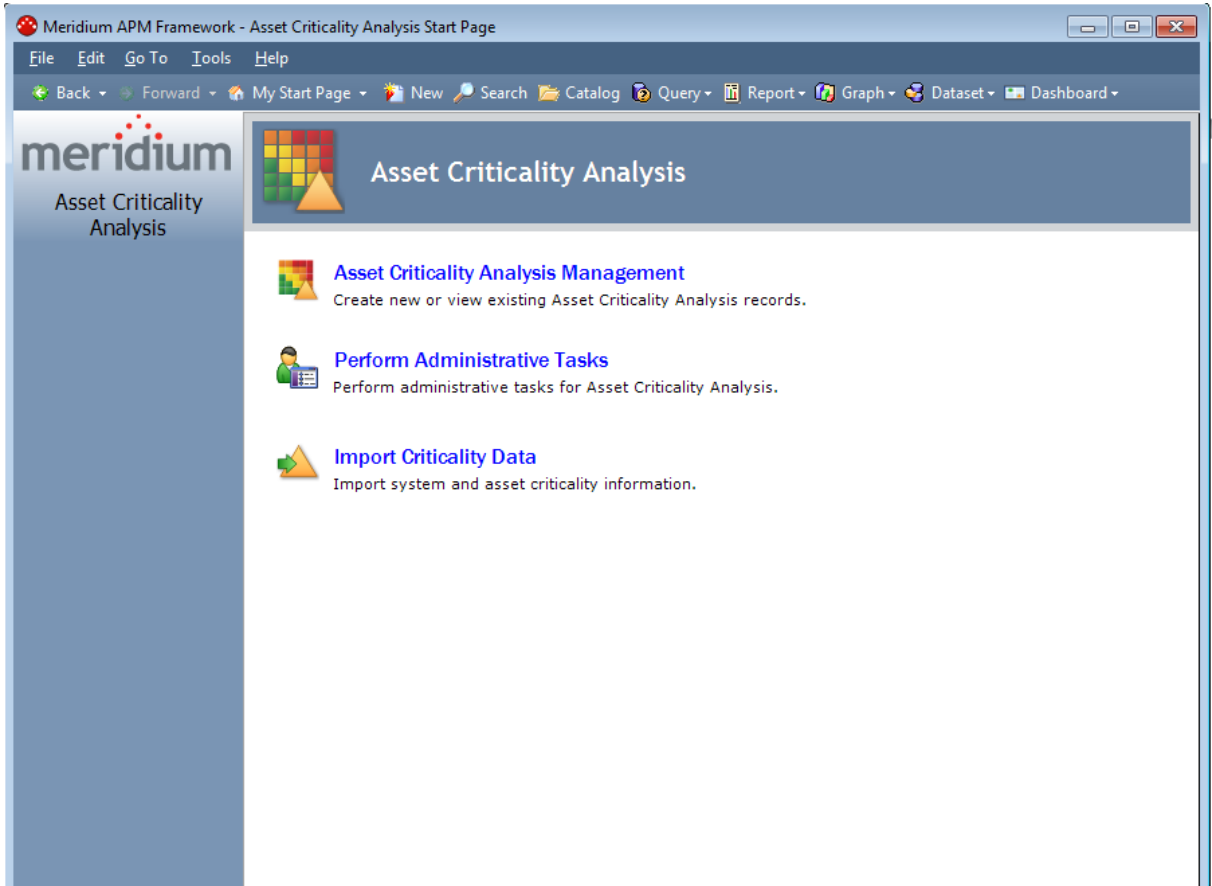 Meridium APM Framework - Asset Criticality Analysis Start Page
File Edit Go To Tools Help
Back Forward My Start Page New Search Catalog Query Report Graph Dataset Dashboard
meridium
Asset Criticality
Analysis
Asset Criticality Analysis
Asset Criticality Analysis Management
Create new or view existing Asset Criticality Analysis records.
Perform Administrative Tasks
Perform administrative tasks for Asset Criticality Analysis.
Import Criticality Data
Import system and asset criticality information.